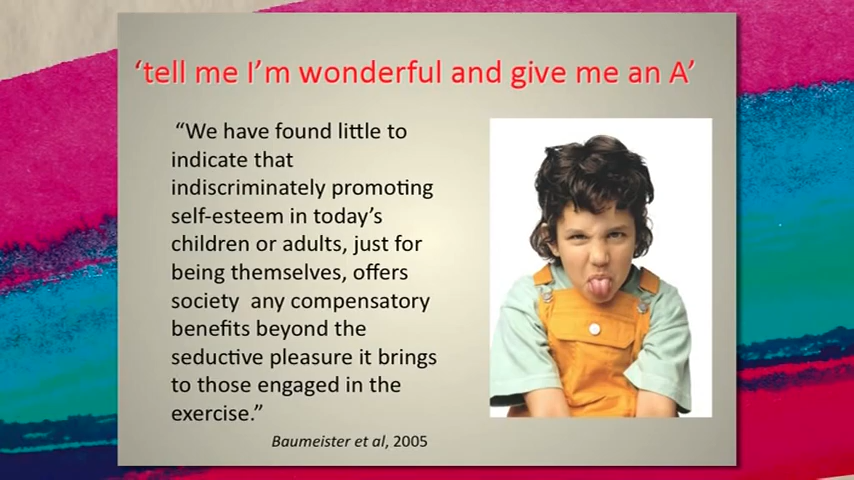 ‘tell me I’m wonderful and give me an A’
“We have found little to
indicate that
indiscriminately promoting
self-esteem in today’s
children or adults, just for
being themselves, offers
society any compensatory
benefits beyond the
seductive pleasure it brings
to those engaged in the
exercise.”
Baumeister et al, 2005